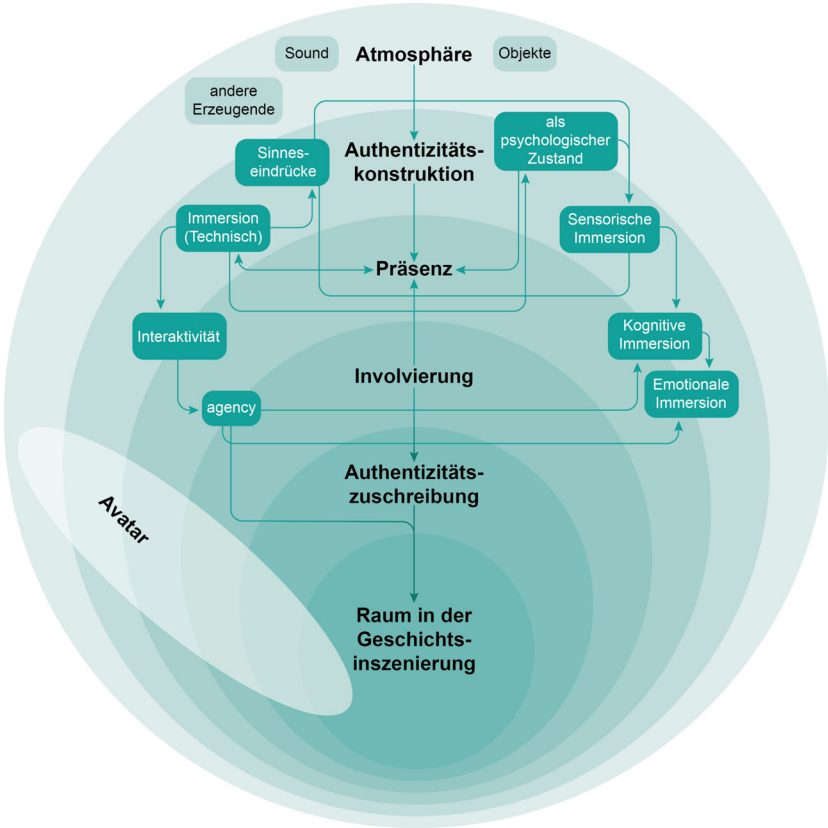 Sound
Atmosphäre
Objekte
andere
Erzeugende
als
psychologischer
Zustand
Sinnes-
eindrücke
Authentizitäts-
konstruktion
Immersion
(Technisch)
Sensorische
Immersion
Präsenz
Interaktivität
Kognitive
Immersion
Involvierung
Emotionale
Immersion
agency
Authentizitäts-
zuschreibung
Avatar
Raum in der
Geschichts-
inszenierung